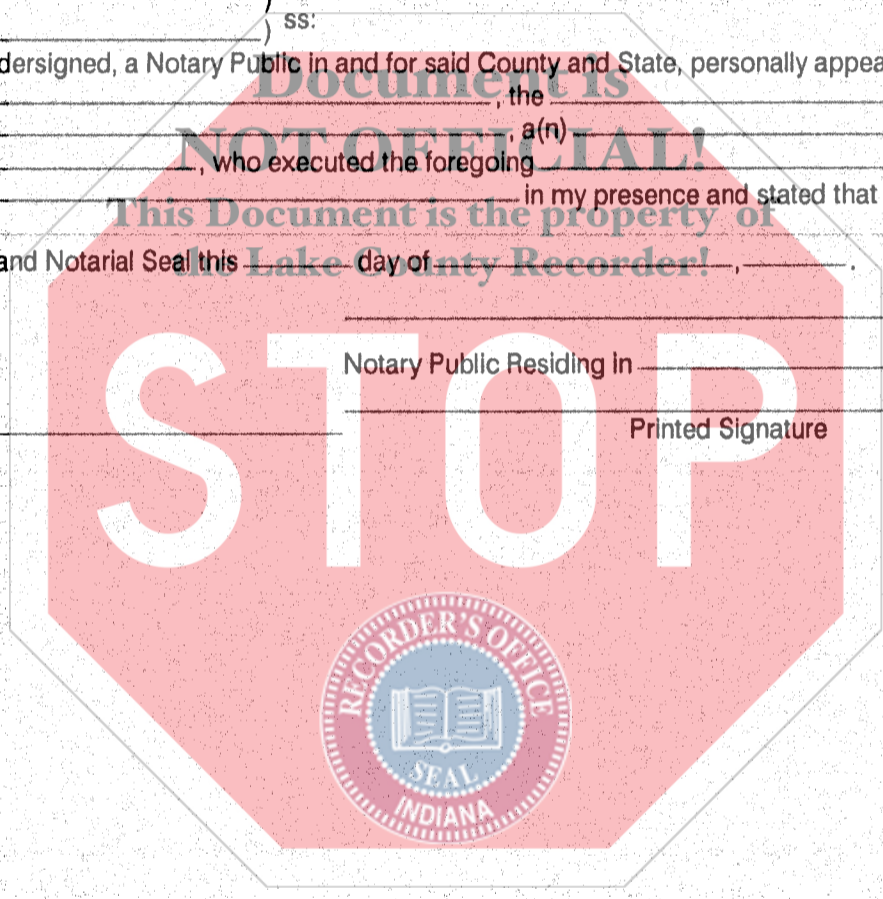 ) ss:
dersigned, a Notary Public in and for said County and State, personally appea
Document is
, the
, a(n)
NOT OFFICIAL!
, who executed the foregoing
in my presence and stated that
This Document is the property of
the Lake County Recorder!
and Notarial Seal this day of , .
STOP
Notary Public Residing in
Printed Signature
RECORDER'S OFFICE
SEAL
INDIANA